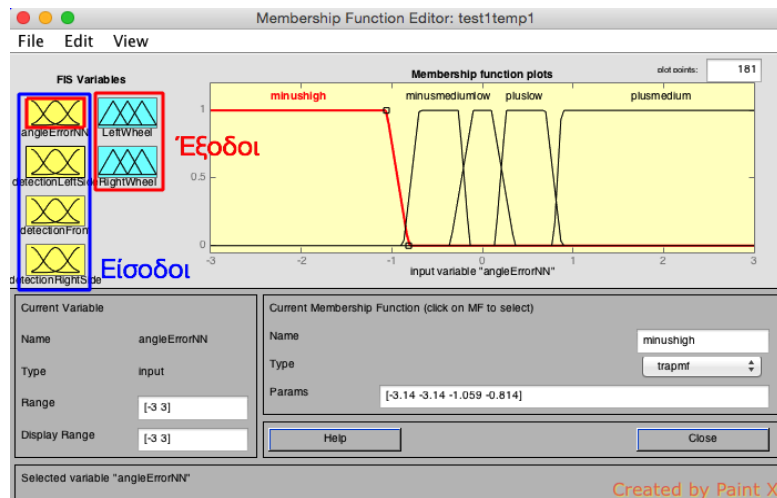 Membership Function Editor: test1temp1
File Edit View
FIS Variables
angleErrorNN
LeftWheel
detectionLeftSide
RightWheel
detectionFron
detectionRightSide
Έξοδοι
Είσοδοι
Membership function plots
plot points:
181
minushigh
minusmediumlow
pluslow
plusmedium
1
0.5
0
-3 -2 -1 0 1 2 3
input variable "angleErrorNN"
Current Variable
Name angleErrorNN
Type input
Range [-3 3]
Display Range [-3 3]
Current Membership Function (click on MF to select)
Name minushigh
Type trapmf
Params [-3.14 -3.14 -1.059 -0.814]
Help Close
Selected variable "angleErrorNN"
Created by Paint X